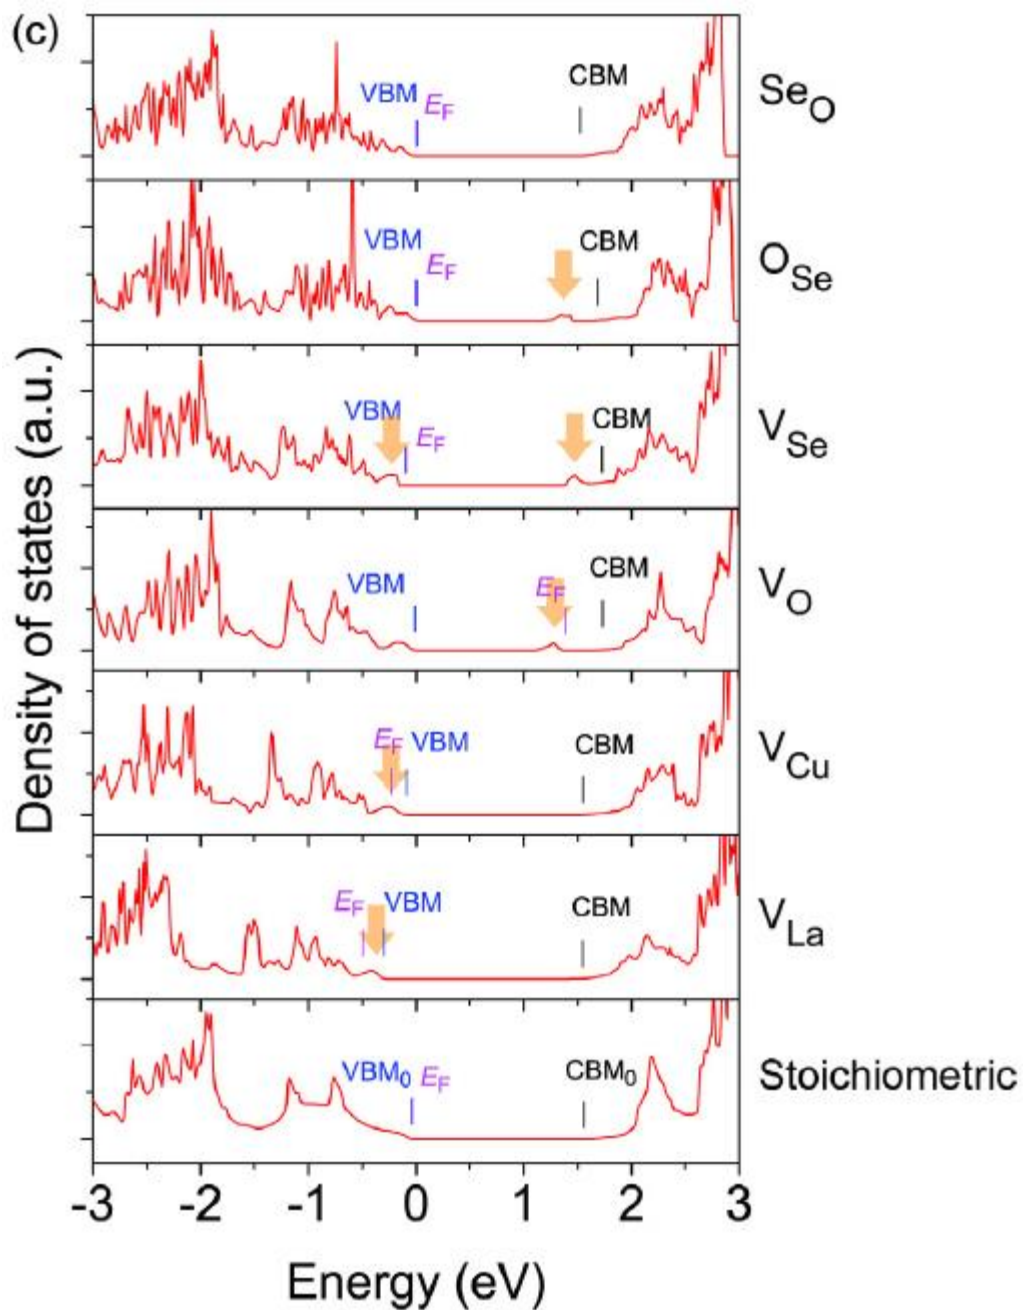 (c)
VBM E_F CBM Se_O
VBM E_F CBM O_Se
VBM E_F CBM V_Se
VBM E_F CBM V_O
E_F VBM CBM V_Cu
E_F VBM CBM V_La
VBM_0 E_F CBM_0 Stoichiometric
Density of states (a.u.)
-3 -2 -1 0 1 2 3
Energy (eV)